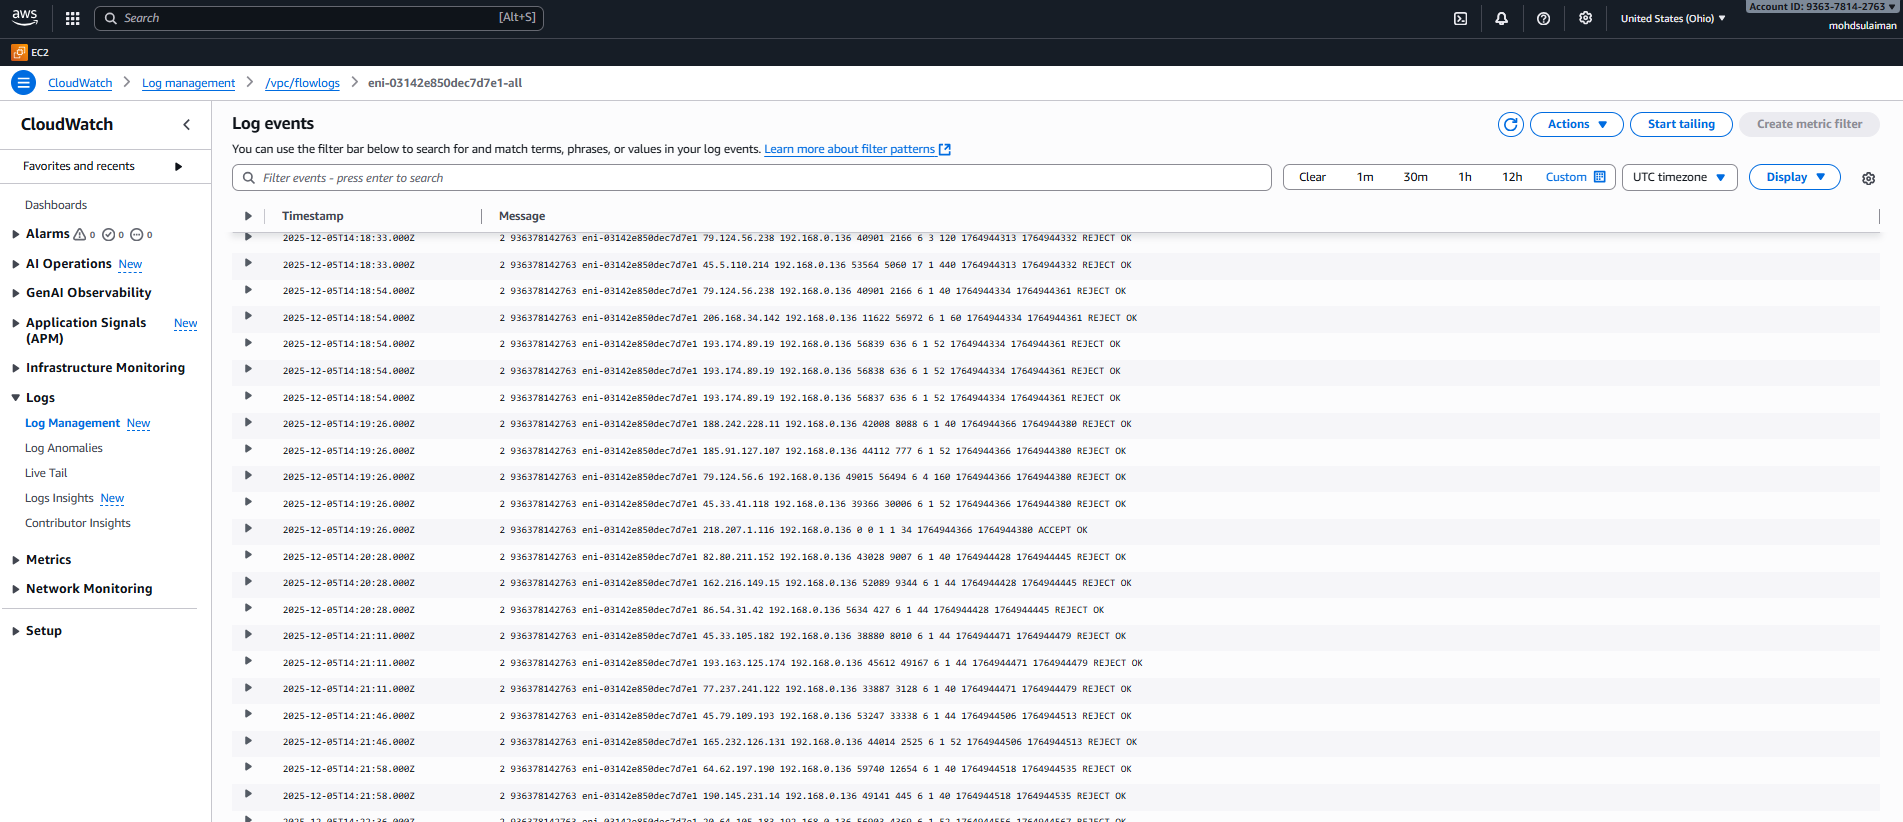 aws
Search [Alt+S]
United States (Ohio)
Account ID: 9363-7814-2763
mohdsulaiman
EC2
CloudWatch > Log management > /vpc/flowlogs > eni-03142e850dec7d7e1-all
CloudWatch
Favorites and recents
Dashboards
Alarms 0 0 0
AI Operations New
GenAI Observability
Application Signals (APM) New
Infrastructure Monitoring
Logs
Log Management New
Log Anomalies
Live Tail
Logs Insights New
Contributor Insights
Metrics
Network Monitoring
Setup
Log events
Actions
Start tailing
Create metric filter
You can use the filter bar below to search for and match terms, phrases, or values in your log events. Learn more about filter patterns
Filter events - press enter to search
Clear 1m 30m 1h 12h Custom
UTC timezone
Display
Timestamp Message
2025-12-05T14:18:33.000Z 2 936378142763 eni-03142e850dec7d7e1 79.124.56.238 192.168.0.136 40901 2166 6 3 120 1764944313 1764944332 REJECT OK
2025-12-05T14:18:33.000Z 2 936378142763 eni-03142e850dec7d7e1 45.5.110.214 192.168.0.136 53564 5060 17 1 440 1764944313 1764944332 REJECT OK
2025-12-05T14:18:54.000Z 2 936378142763 eni-03142e850dec7d7e1 79.124.56.238 192.168.0.136 40901 2166 6 1 40 1764944334 1764944361 REJECT OK
2025-12-05T14:18:54.000Z 2 936378142763 eni-03142e850dec7d7e1 206.168.34.142 192.168.0.136 11622 56972 6 1 60 1764944334 1764944361 REJECT OK
2025-12-05T14:18:54.000Z 2 936378142763 eni-03142e850dec7d7e1 193.174.89.19 192.168.0.136 56839 636 6 1 52 1764944334 1764944361 REJECT OK
2025-12-05T14:18:54.000Z 2 936378142763 eni-03142e850dec7d7e1 193.174.89.19 192.168.0.136 56838 636 6 1 52 1764944334 1764944361 REJECT OK
2025-12-05T14:18:54.000Z 2 936378142763 eni-03142e850dec7d7e1 193.174.89.19 192.168.0.136 56837 636 6 1 52 1764944334 1764944361 REJECT OK
2025-12-05T14:19:26.000Z 2 936378142763 eni-03142e850dec7d7e1 188.242.228.11 192.168.0.136 42008 8088 6 1 40 1764944366 1764944380 REJECT OK
2025-12-05T14:19:26.000Z 2 936378142763 eni-03142e850dec7d7e1 185.91.127.107 192.168.0.136 44112 777 6 1 52 1764944366 1764944380 REJECT OK
2025-12-05T14:19:26.000Z 2 936378142763 eni-03142e850dec7d7e1 79.124.56.6 192.168.0.136 49015 56494 6 4 160 1764944366 1764944380 REJECT OK
2025-12-05T14:19:26.000Z 2 936378142763 eni-03142e850dec7d7e1 45.33.41.118 192.168.0.136 39366 30006 6 1 52 1764944366 1764944380 REJECT OK
2025-12-05T14:19:26.000Z 2 936378142763 eni-03142e850dec7d7e1 218.207.1.116 192.168.0.136 0 0 1 1 34 1764944366 1764944380 ACCEPT OK
2025-12-05T14:20:28.000Z 2 936378142763 eni-03142e850dec7d7e1 82.80.211.152 192.168.0.136 43028 9007 6 1 40 1764944428 1764944445 REJECT OK
2025-12-05T14:20:28.000Z 2 936378142763 eni-03142e850dec7d7e1 162.216.149.15 192.168.0.136 52089 9344 6 1 44 1764944428 1764944445 REJECT OK
2025-12-05T14:20:28.000Z 2 936378142763 eni-03142e850dec7d7e1 86.54.31.42 192.168.0.136 5634 427 6 1 44 1764944428 1764944445 REJECT OK
2025-12-05T14:21:11.000Z 2 936378142763 eni-03142e850dec7d7e1 45.33.105.182 192.168.0.136 38880 8010 6 1 44 1764944471 1764944479 REJECT OK
2025-12-05T14:21:11.000Z 2 936378142763 eni-03142e850dec7d7e1 193.163.125.174 192.168.0.136 45612 49167 6 1 44 1764944471 1764944479 REJECT OK
2025-12-05T14:21:11.000Z 2 936378142763 eni-03142e850dec7d7e1 77.237.241.122 192.168.0.136 33887 3128 6 1 40 1764944471 1764944479 REJECT OK
2025-12-05T14:21:46.000Z 2 936378142763 eni-03142e850dec7d7e1 45.79.109.193 192.168.0.136 53247 33338 6 1 44 1764944506 1764944513 REJECT OK
2025-12-05T14:21:46.000Z 2 936378142763 eni-03142e850dec7d7e1 165.232.126.131 192.168.0.136 44014 2525 6 1 52 1764944506 1764944513 REJECT OK
2025-12-05T14:21:58.000Z 2 936378142763 eni-03142e850dec7d7e1 64.62.197.190 192.168.0.136 59740 12654 6 1 40 1764944518 1764944535 REJECT OK
2025-12-05T14:21:58.000Z 2 936378142763 eni-03142e850dec7d7e1 190.145.231.14 192.168.0.136 49141 445 6 1 40 1764944518 1764944535 REJECT OK